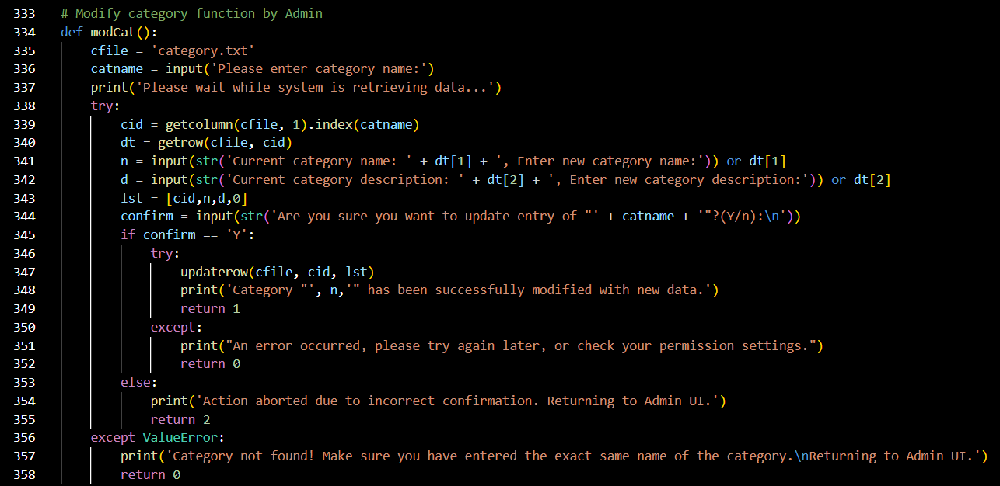 333 # Modify category function by Admin
334 def modCat():
335     cfile = 'category.txt'
336     catname = input('Please enter category name:')
337     print('Please wait while system is retrieving data...')
338     try:
339         cid = getcolumn(cfile, 1).index(catname)
340         dt = getrow(cfile, cid)
341         n = input(str('Current category name: ' + dt[1] + ', Enter new category name:')) or dt[1]
342         d = input(str('Current category description: ' + dt[2] + ', Enter new category description:')) or dt[2]
343         lst = [cid,n,d,0]
344         confirm = input(str('Are you sure you want to update entry of "' + catname + '"?(Y/n):\n'))
345         if confirm == 'Y':
346             try:
347                 updaterow(cfile, cid, lst)
348                 print('Category "', n,'" has been successfully modified with new data.')
349                 return 1
350             except:
351                 print("An error occurred, please try again later, or check your permission settings.")
352                 return 0
353         else:
354             print('Action aborted due to incorrect confirmation. Returning to Admin UI.')
355             return 2
356     except ValueError:
357         print('Category not found! Make sure you have entered the exact same name of the category.\nReturning to Admin UI.')
358         return 0